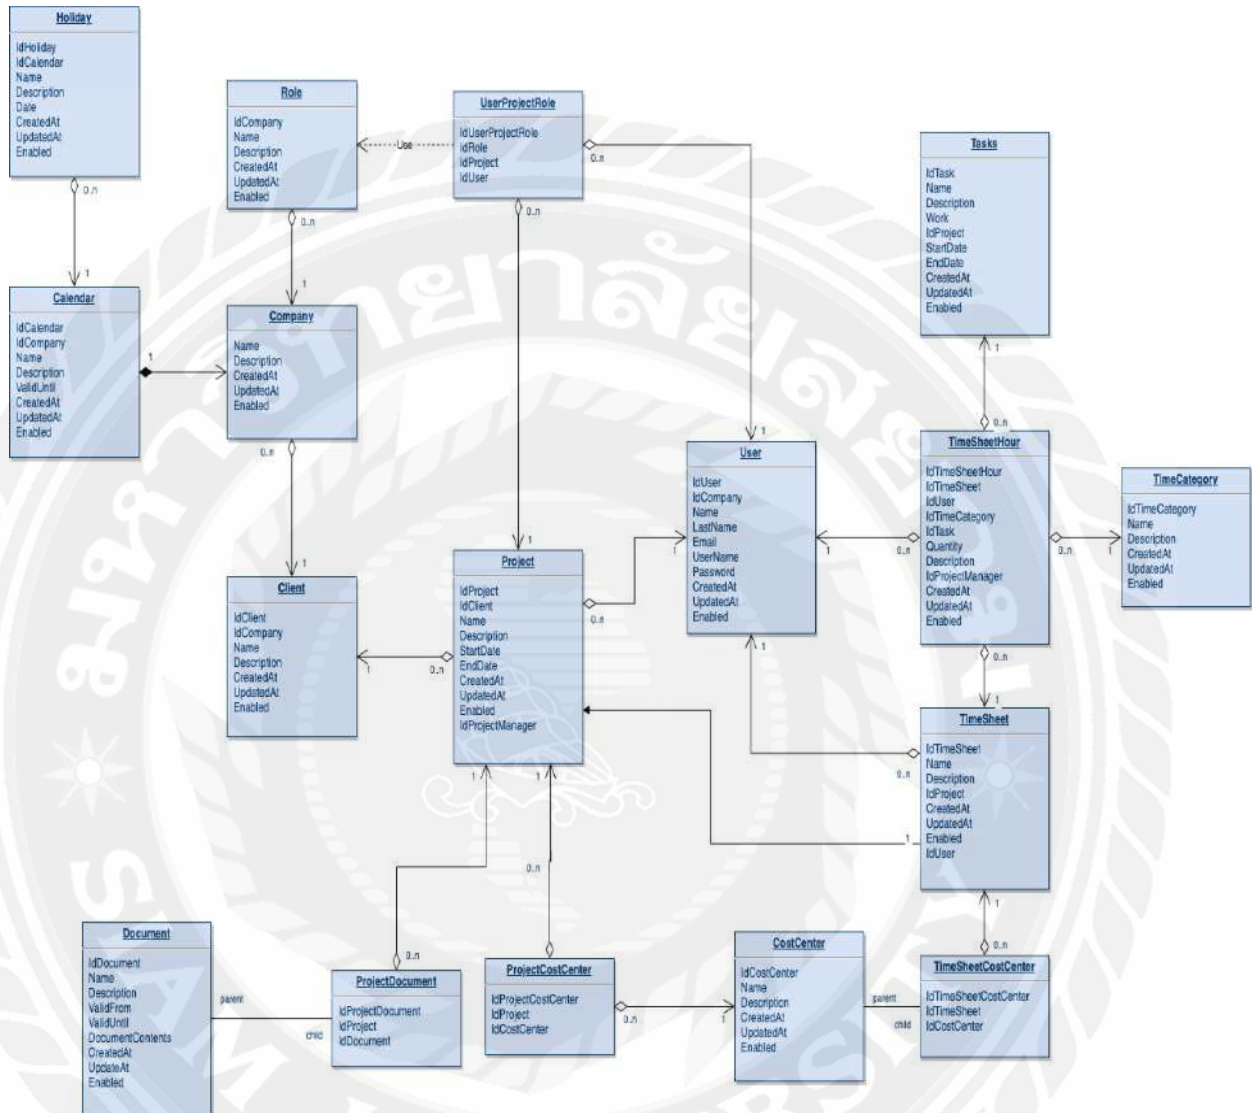 Holiday
IdHoliday
IdCalendar
Name
Description
Date
CreatedAt
UpdatedAt
Enabled
0..n
1
Role
IdCompany
Name
Description
CreatedAt
UpdatedAt
Enabled
0..n
1
Use
UserProjectRole
IdUserProjectRole
IdRole
IdProject
IdUser
0..n
0..n
1
1
Tasks
IdTask
Name
Description
Work
IdProject
StartDate
EndDate
CreatedAt
UpdatedAt
Enabled
1
0..n
Calendar
IdCalendar
IdCompany
Name
Description
ValidUntil
CreatedAt
UpdatedAt
Enabled
1
Company
Name
Description
CreatedAt
UpdatedAt
Enabled
0..n
1
User
IdUser
IdCompany
Name
LastName
Email
UserName
Password
CreatedAt
UpdatedAt
Enabled
1
1
1
TimeSheetHour
IdTimeSheetHour
IdTimeSheet
IdUser
IdTimeCategory
IdTask
Quantity
Description
IdProjectManager
CreatedAt
UpdatedAt
Enabled
0..n
0..n
0..n
1
1
TimeCategory
IdTimeCategory
Name
Description
CreatedAt
UpdatedAt
Enabled
Client
IdClient
IdCompany
Name
Description
CreatedAt
UpdatedAt
Enabled
1
0..n
Project
IdProject
IdClient
Name
Description
StartDate
EndDate
CreatedAt
UpdatedAt
Enabled
IdProjectManager
0..n
1
1
0..n
0..n
TimeSheet
IdTimeSheet
Name
Description
IdProject
CreatedAt
UpdatedAt
Enabled
IdUser
0..n
1
1
0..n
Document
IdDocument
Name
Description
ValidFrom
ValidUntil
DocumentContents
CreatedAt
UpdateAt
Enabled
parent
child
ProjectDocument
IdProjectDocument
IdProject
IdDocument
ProjectCostCenter
IdProjectCostCenter
IdProject
IdCostCenter
0..n
1
CostCenter
IdCostCenter
Name
Description
CreatedAt
UpdatedAt
Enabled
parent
child
TimeSheetCostCenter
IdTimeSheetCostCenter
IdTimeSheet
IdCostCenter